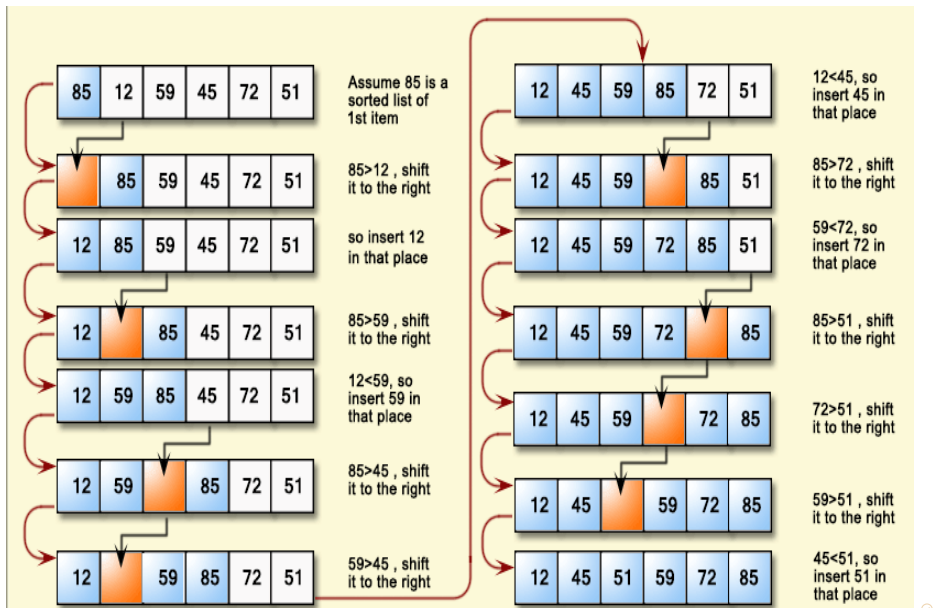 85 12 59 45 72 51
Assume 85 is a
sorted list of
1st item
85 59 45 72 51
85>12 , shift
it to the right
12 85 59 45 72 51
so insert 12
in that place
12 85 45 72 51
85>59 , shift
it to the right
12 59 85 45 72 51
12<59, so
insert 59 in
that place
12 59 85 72 51
85>45 , shift
it to the right
12 59 85 72 51
59>45 , shift
it to the right
12 45 59 85 72 51
12<45, so
insert 45 in
that place
12 45 59 85 51
85>72 , shift
it to the right
12 45 59 72 85 51
59<72, so
insert 72 in
that place
12 45 59 72 85
85>51 , shift
it to the right
12 45 59 72 85
72>51 , shift
it to the right
12 45 59 72 85
59>51 , shift
it to the right
12 45 51 59 72 85
45<51, so
insert 51 in
that place